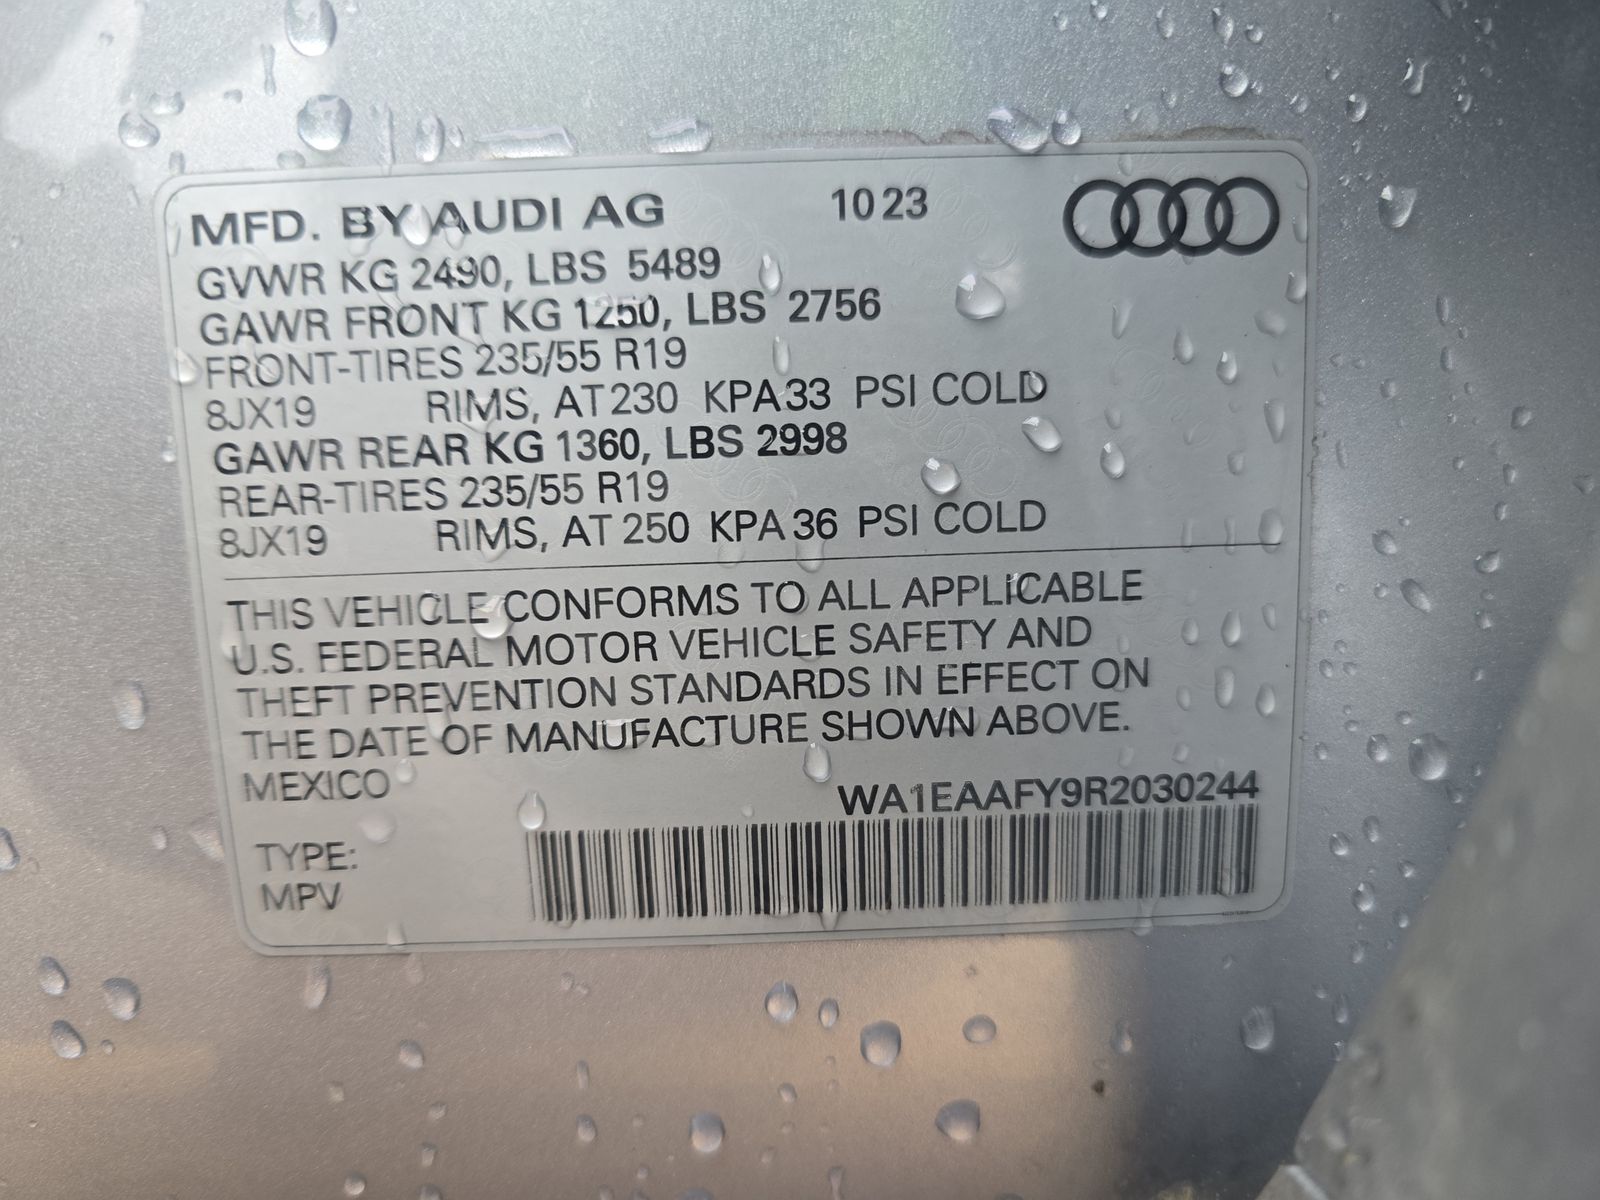 MFD. BY AUDI AG 10 23
GVWR KG 2490, LBS 5489
GAWR FRONT KG 1250, LBS 2756
FRONT-TIRES 235/55 R19
8JX19 RIMS, AT 230 KPA 33 PSI COLD
GAWR REAR KG 1360, LBS 2998
REAR-TIRES 235/55 R19
8JX19 RIMS, AT 250 KPA 36 PSI COLD
THIS VEHICLE CONFORMS TO ALL APPLICABLE
U.S. FEDERAL MOTOR VEHICLE SAFETY AND
THEFT PREVENTION STANDARDS IN EFFECT ON
THE DATE OF MANUFACTURE SHOWN ABOVE.
MEXICO
WA1EAAFY9R2030244
TYPE:
MPV